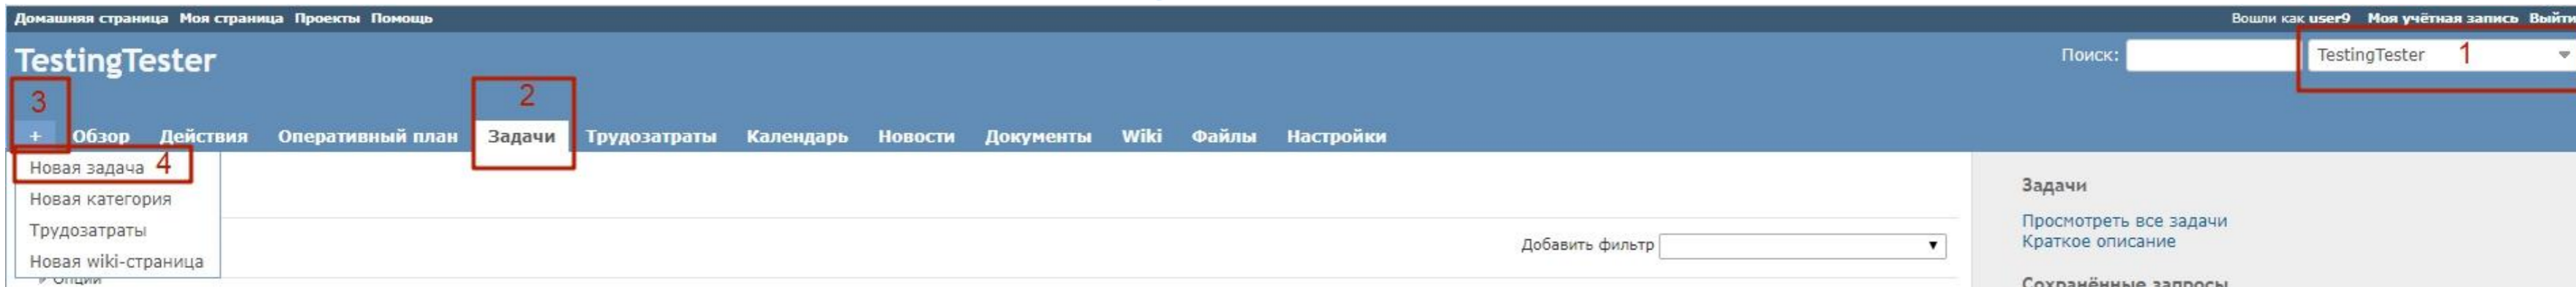 Домашняя страница Моя страница Проекты Помощь Вошли как user9 Моя учётная запись Выйти
TestingTester Поиск: TestingTester 1
3 2
+ Обзор Действия Оперативный план Задачи Трудозатраты Календарь Новости Документы Wiki Файлы Настройки
Новая задача 4
Новая категория
Трудозатраты
Новая wiki-страница
Опции
Добавить фильтр
Задачи
Просмотреть все задачи
Краткое описание
Сохранённые запросы